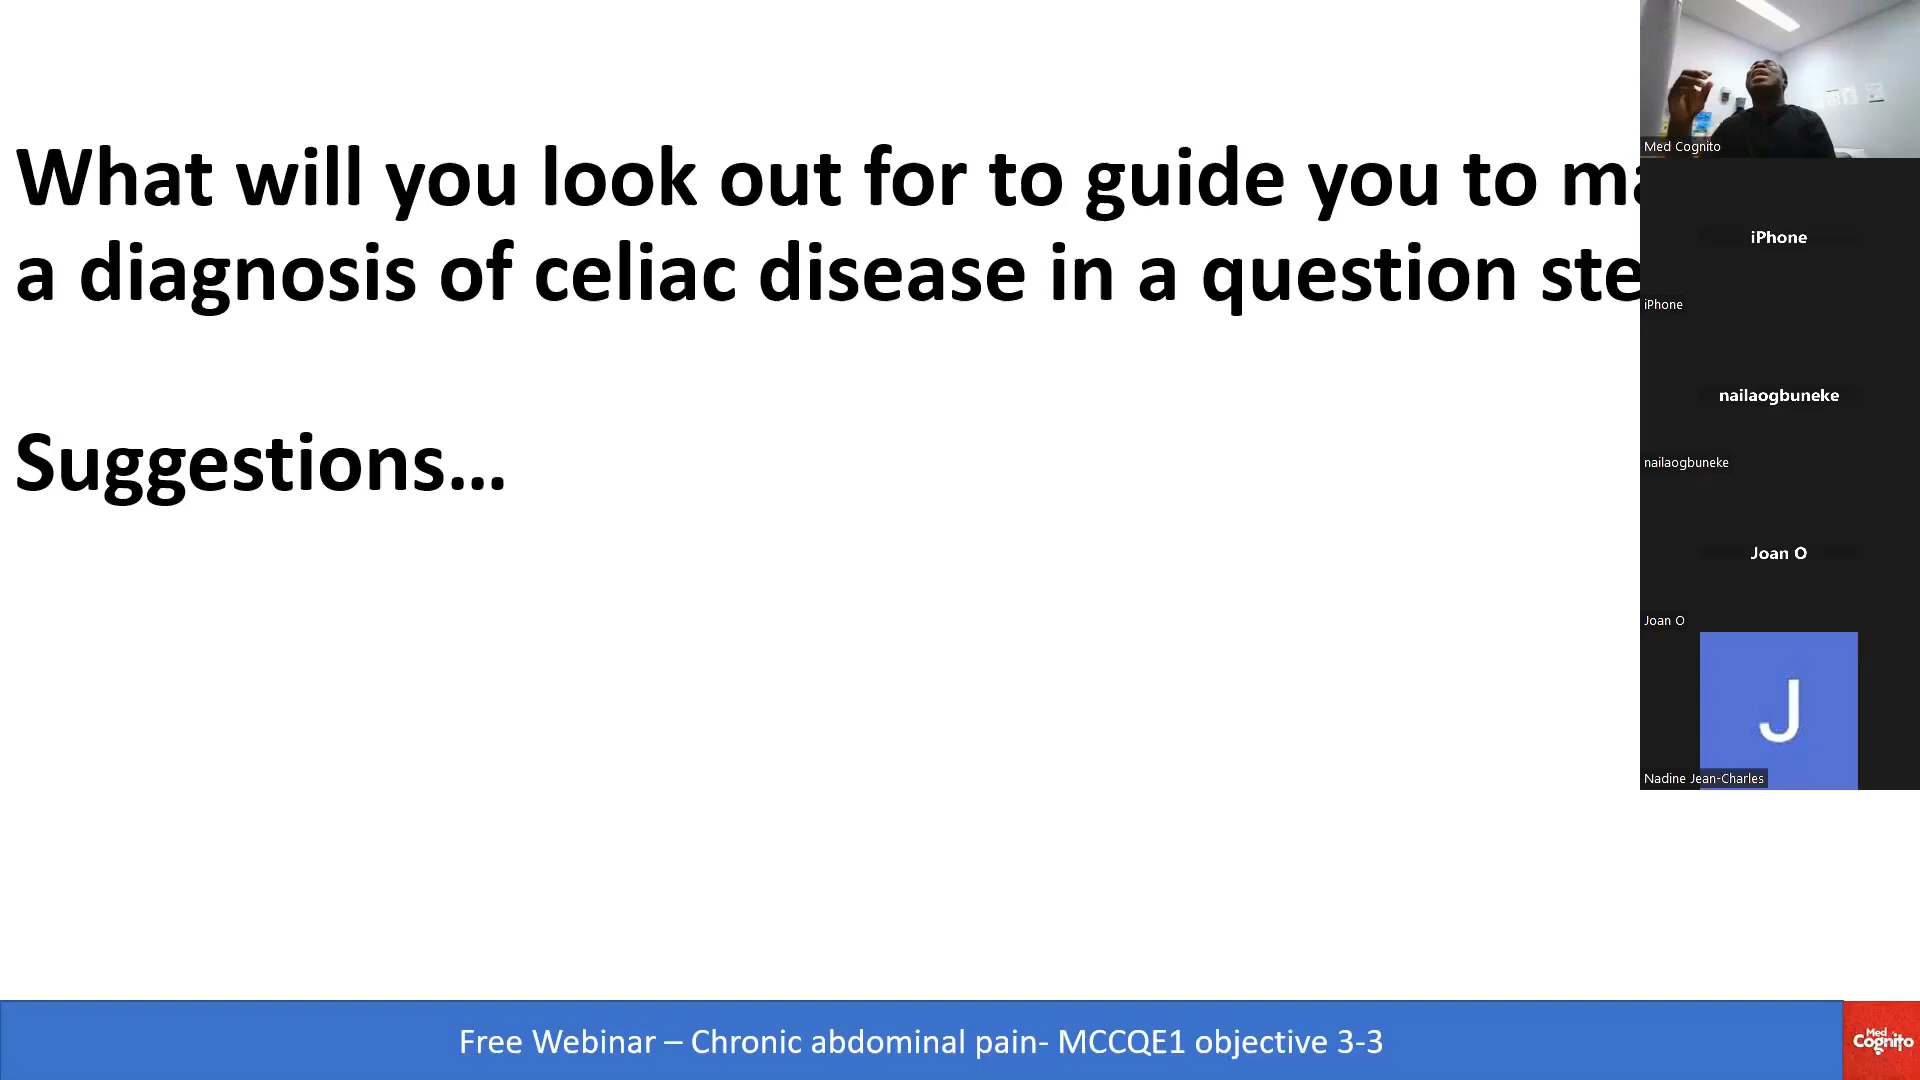 What will you look out for to guide you to ma
a diagnosis of celiac disease in a question ste
Suggestions...
Med Cognito
iPhone
iPhone
nailaogbuneke
nailaogbuneke
Joan O
Joan O
J
Nadine Jean-Charles
Free Webinar – Chronic abdominal pain- MCCQE1 objective 3-3
Med
Cognito